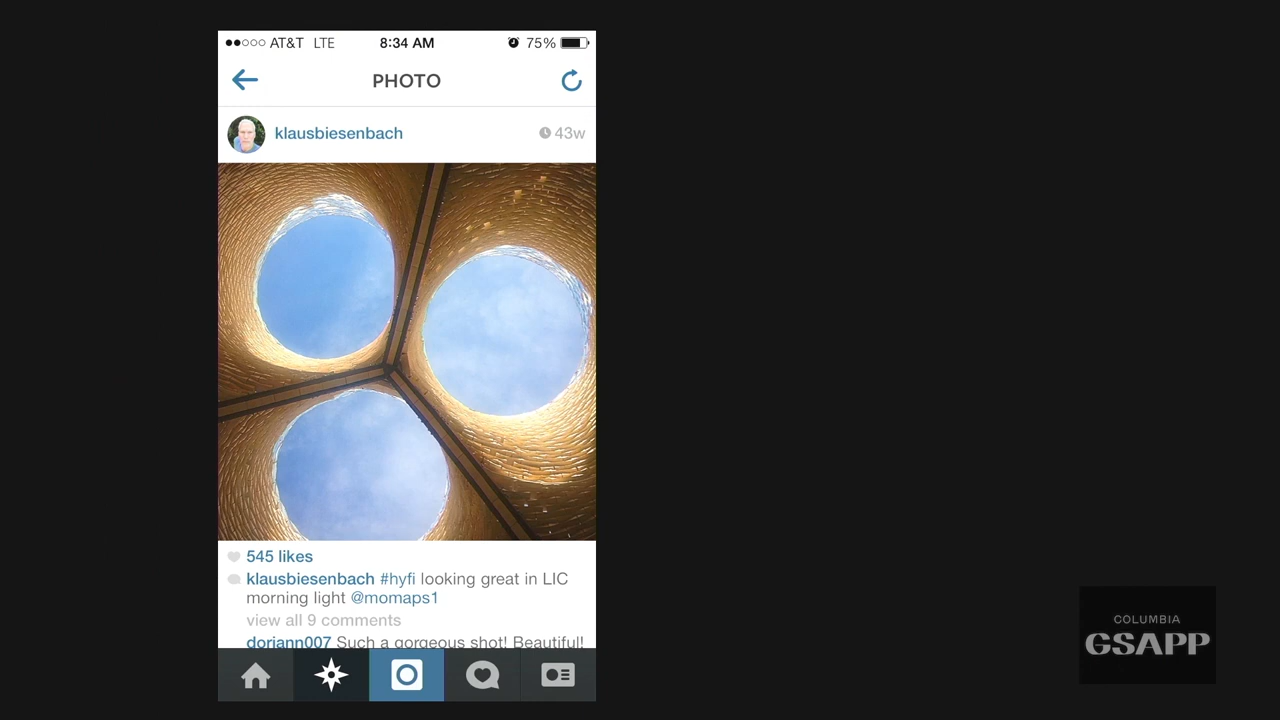 AT&T LTE 8:34 AM 75%
PHOTO
klausbiesenbach 43w
545 likes
klausbiesenbach #hyfi looking great in LIC
morning light @momaps1
view all 9 comments
doriann007 Such a gorgeous shot! Beautiful!
COLUMBIA
GSAPP